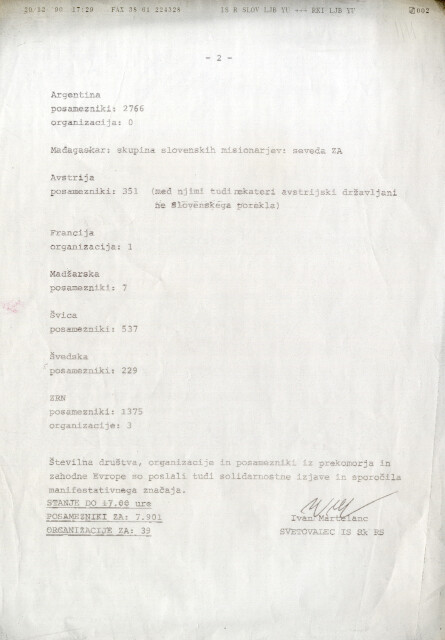 20/12 '90 17:20 FAX 38 61 224326 IS R SLOV LJB YU --- RKI LJB YU 002
- 2 -
Argentina
posamezniki: 2766
organizacija: 0
Madagaskar: skupina slovenskih misionarjev: seveda ZA
Avstrija
posamezniki: 351 (med njimi tudi nekateri avstrijski državljani
ne Slovenskega porekla)
Francija
organizacija: 1
Madžarska
posamezniki: 7
Švica
posamezniki: 537
Švedska
posamezniki: 229
ZRN
posamezniki: 1375
organizacije: 3
Številna društva, organizacije in posamezniki iz prekomorja in
zahodne Evrope so poslali tudi solidarnostne izjave in sporočila
manifestativnega značaja.
STANJE DO 17.00 ure
POSAMEZNIKI ZA: 7.901
ORGANIZACIJE ZA: 39
Ivan Martelanc
SVETOVALEC IS Sk RS